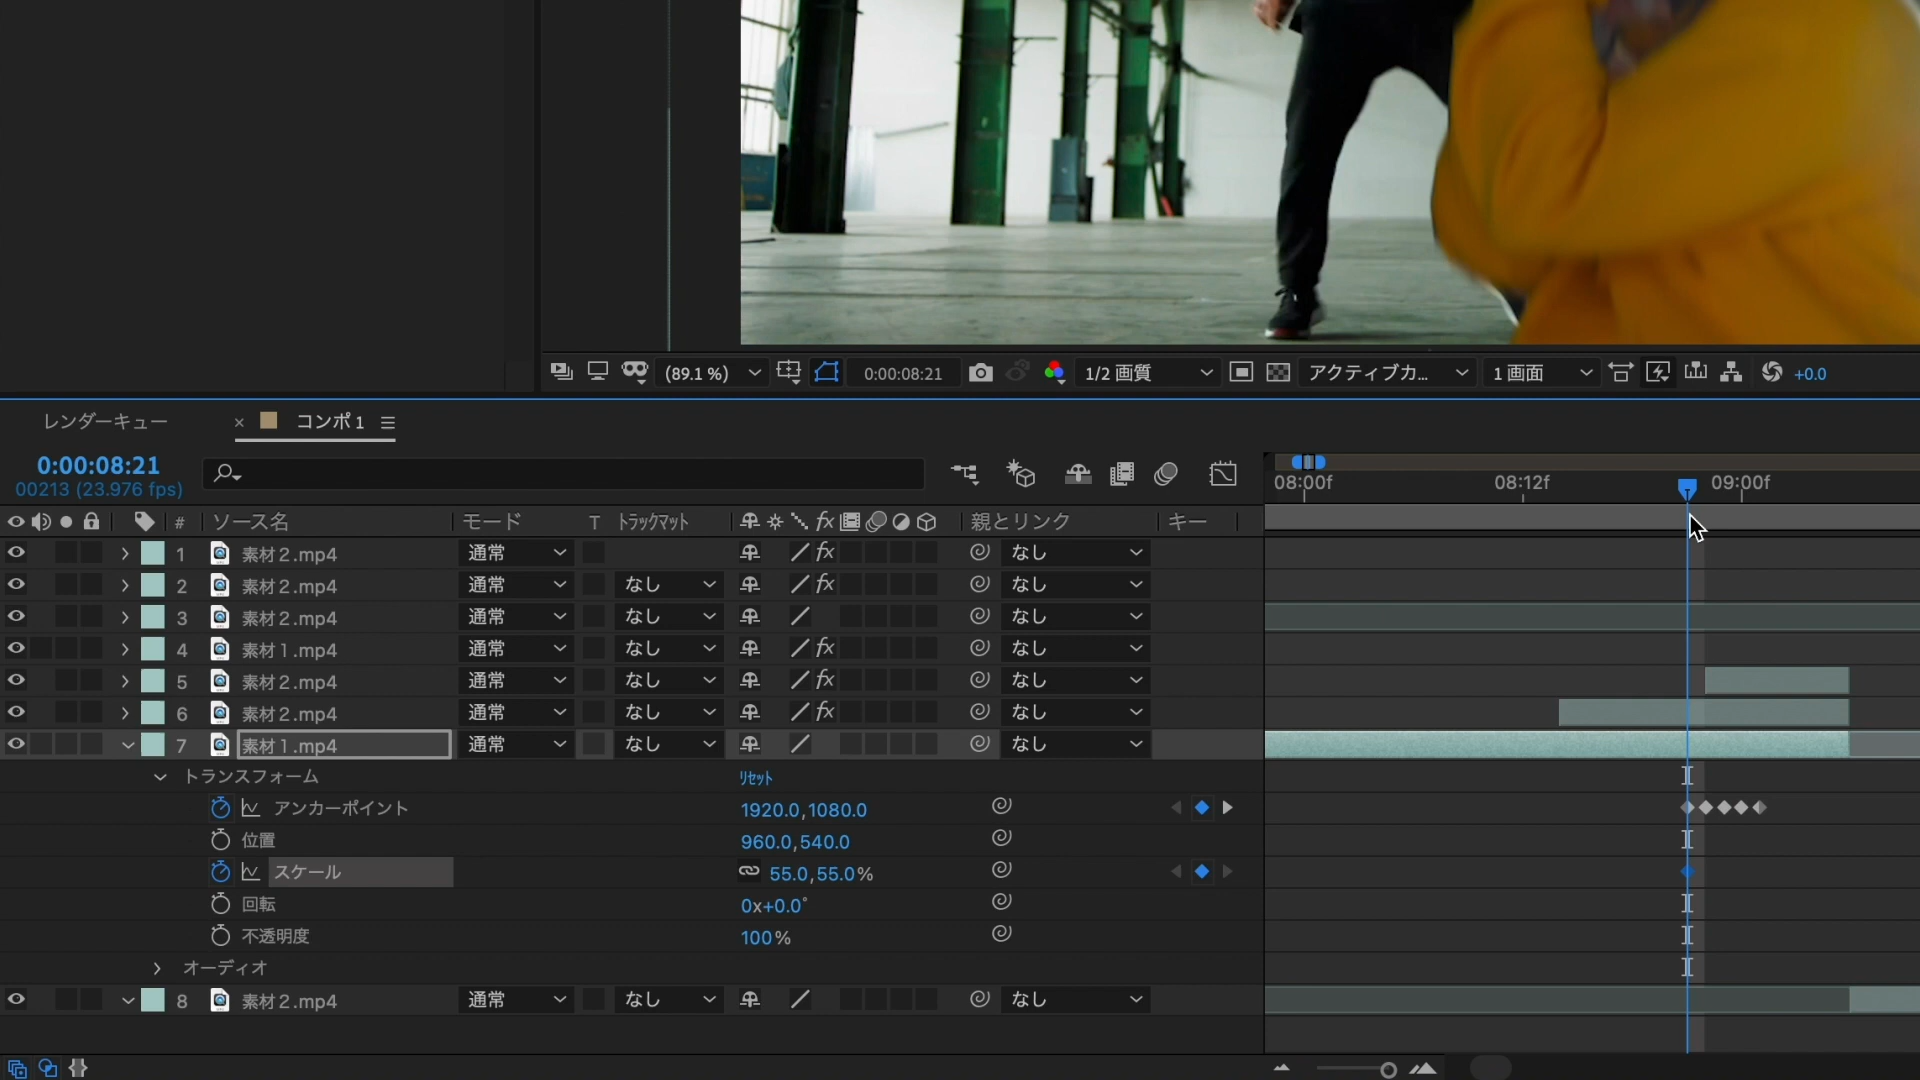 (89.1 %) 0:00:08:21 1/2 画質 アクティブカ... 1 画面 +0.0
レンダーキュー × コンポ 1
0:00:08:21
00213 (23.976 fps)
08:00f 08:12f 09:00f
# ソース名 モード T トラックマット fx 親とリンク キー
1 素材2.mp4 通常 fx なし
2 素材2.mp4 通常 なし fx なし
3 素材2.mp4 通常 なし なし
4 素材1.mp4 通常 なし fx なし
5 素材2.mp4 通常 なし fx なし
6 素材2.mp4 通常 なし fx なし
7 素材1.mp4 通常 なし なし
トランスフォーム リセット
アンカーポイント 1920.0,1080.0
位置 960.0,540.0
スケール 55.0,55.0%
回転 0x+0.0°
不透明度 100%
オーディオ
8 素材2.mp4 通常 なし なし